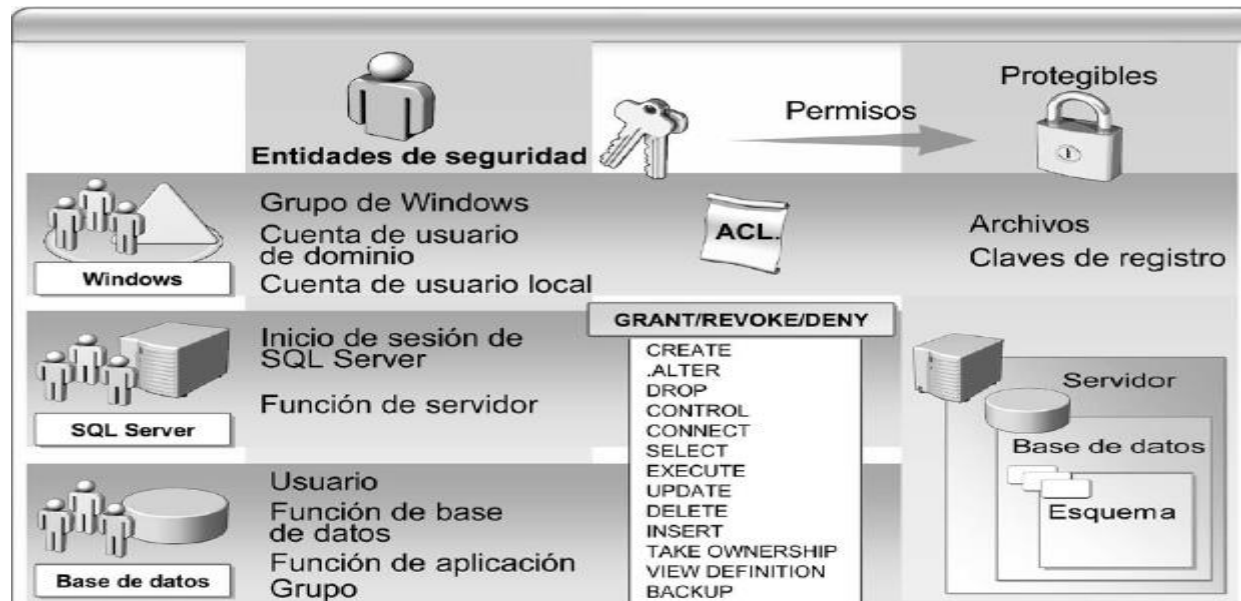 Entidades de seguridad
Permisos
Protegibles
Windows
Grupo de Windows
Cuenta de usuario
de dominio
Cuenta de usuario local
ACL.
Archivos
Claves de registro
SQL Server
Inicio de sesión de
SQL Server
Función de servidor
Base de datos
Usuario
Función de base
de datos
Función de aplicación
Grupo
GRANT/REVOKE/DENY
CREATE
.ALTER
DROP
CONTROL
CONNECT
SELECT
EXECUTE
UPDATE
DELETE
INSERT
TAKE OWNERSHIP
VIEW DEFINITION
BACKUP
Servidor
Base de datos
Esquema